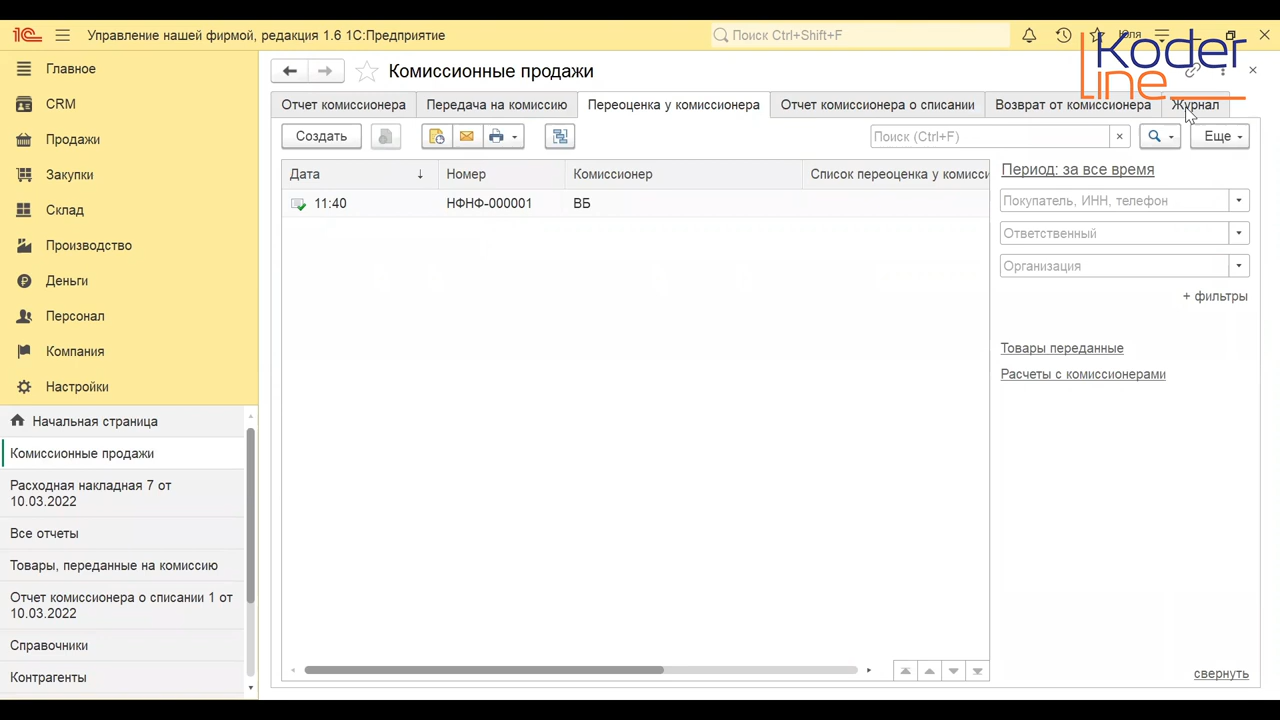 1С Управление нашей фирмой, редакция 1.6 1С:Предприятие
Поиск Ctrl+Shift+F
Юля
Koder
line
Главное
CRM
Продажи
Закупки
Склад
Производство
Деньги
Персонал
Компания
Настройки
Начальная страница
Комиссионные продажи
Расходная накладная 7 от
10.03.2022
Все отчеты
Товары, переданные на комиссию
Отчет комиссионера о списании 1 от
10.03.2022
Справочники
Контрагенты
Комиссионные продажи
Отчет комиссионера Передача на комиссию Переоценка у комиссионера Отчет комиссионера о списании Возврат от комиссионера Журнал
Создать Поиск (Ctrl+F) Еще
Дата Номер Комиссионер Список переоценка у комисси
11:40 НФНФ-000001 ВБ
Период: за все время
Покупатель, ИНН, телефон
Ответственный
Организация
+ фильтры
Товары переданные
Расчеты с комиссионерами
свернуть